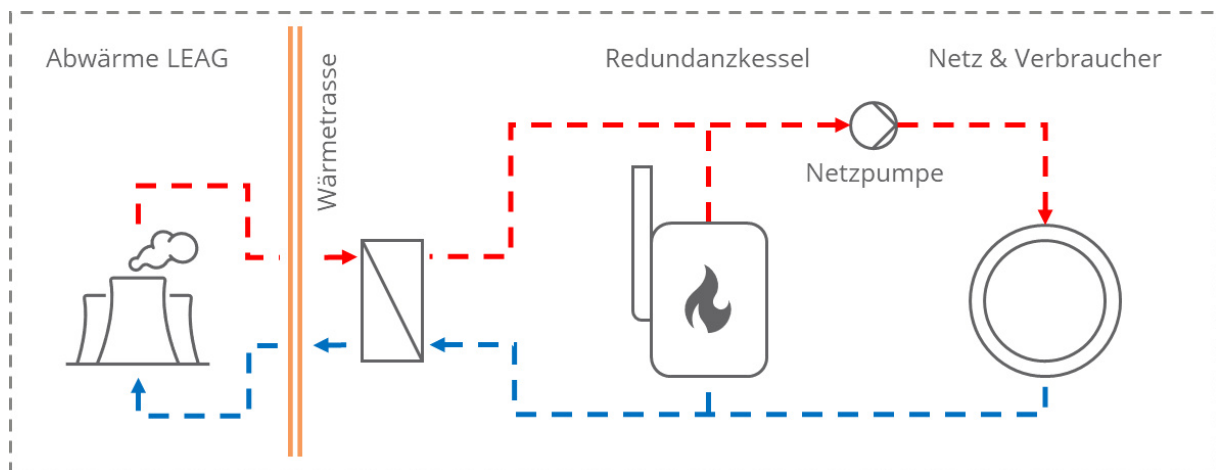 Abwärme LEAG
Wärmetrasse
Redundanzkessel
Netz & Verbraucher
Netzpumpe